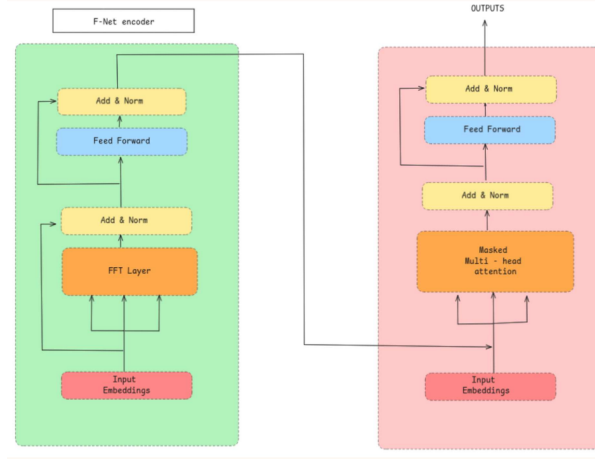 F-Net encoder
Add & Norm
Feed Forward
Add & Norm
FFT Layer
Input
Embeddings
OUTPUTS
Add & Norm
Feed Forward
Add & Norm
Masked
Multi - head
attention
Input
Embeddings